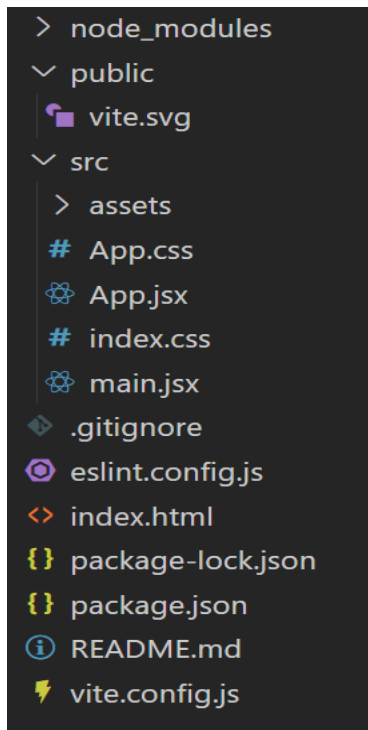 node_modules
public
vite.svg
src
assets
App.css
App.jsx
index.css
main.jsx
.gitignore
eslint.config.js
index.html
package-lock.json
package.json
README.md
vite.config.js